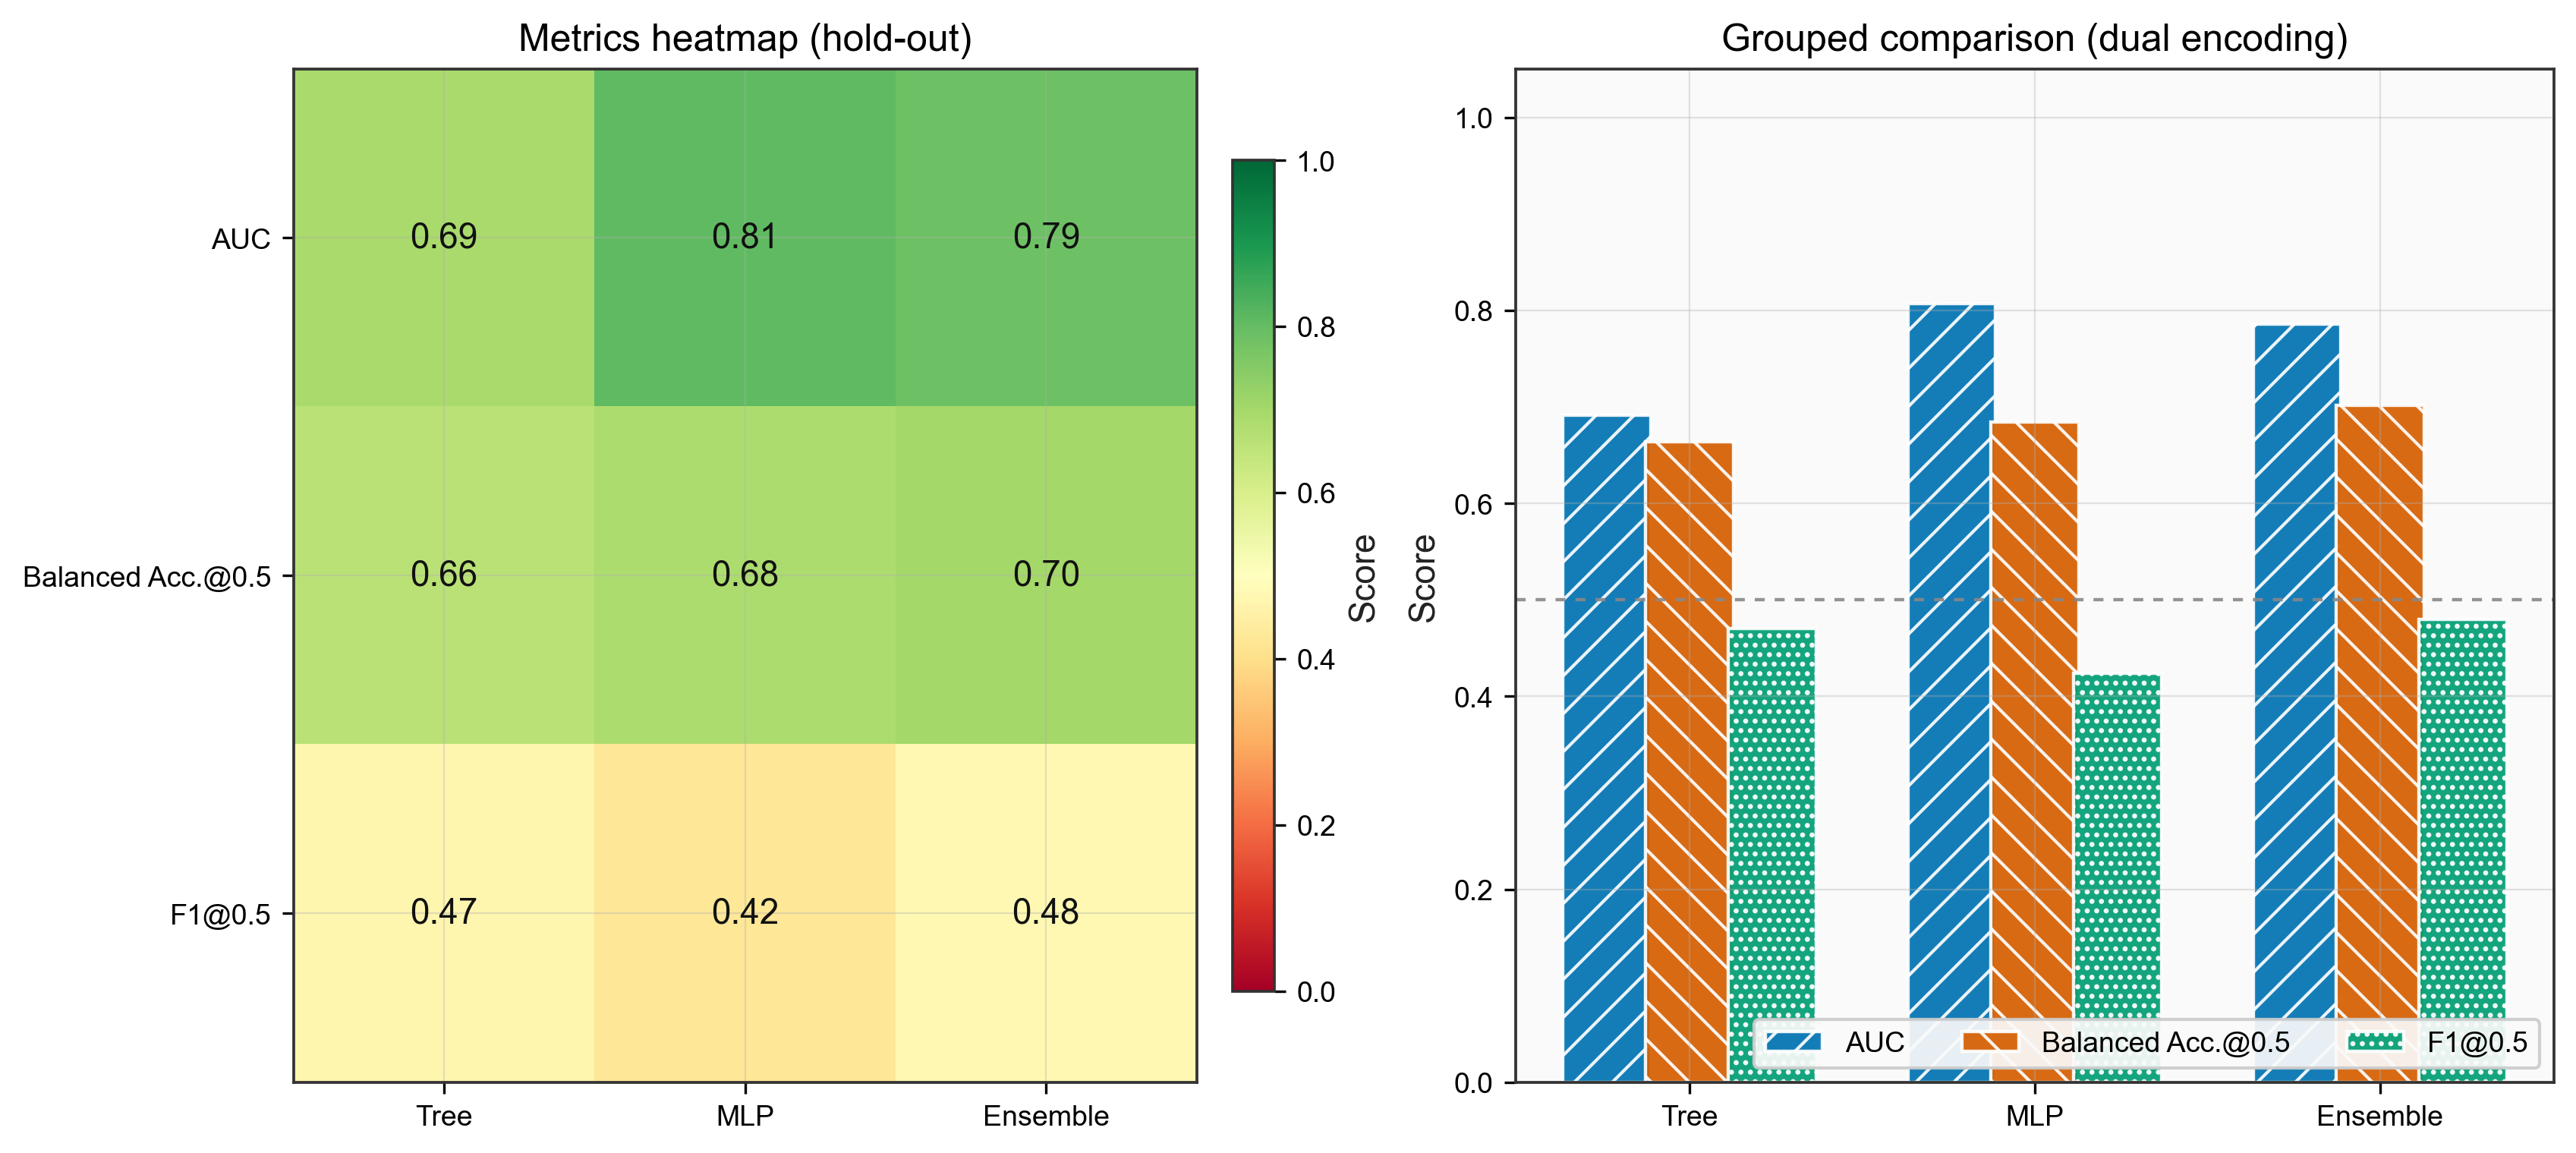 Metrics heatmap (hold-out)
AUC
Balanced Acc.@0.5
F1@0.5
0.69 0.81 0.79
0.66 0.68 0.70
0.47 0.42 0.48
Tree MLP Ensemble
1.0
0.8
0.6
0.4
0.2
0.0
Score
Grouped comparison (dual encoding)
Score
1.0
0.8
0.6
0.4
0.2
0.0
AUC Balanced Acc.@0.5 F1@0.5
Tree MLP Ensemble